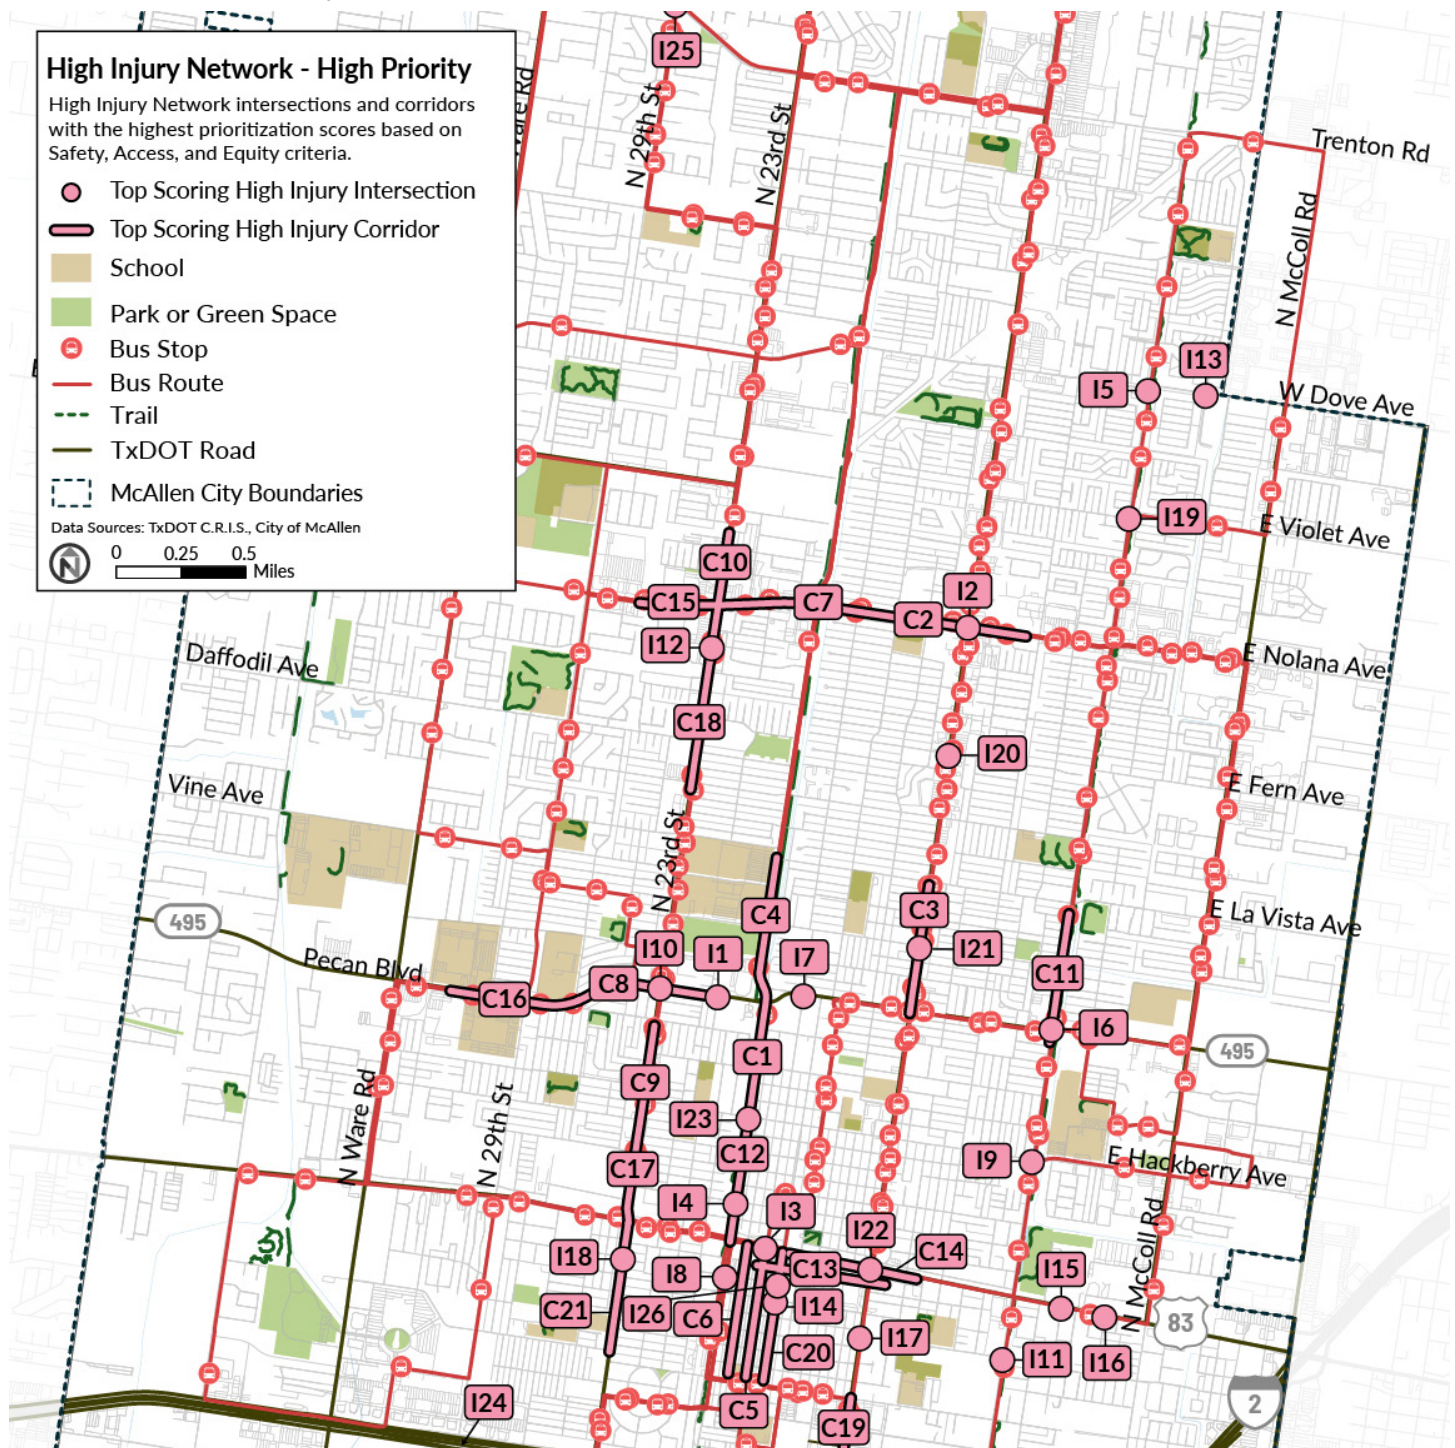 High Injury Network - High Priority
High Injury Network intersections and corridors
with the highest prioritization scores based on
Safety, Access, and Equity criteria.
Top Scoring High Injury Intersection
Top Scoring High Injury Corridor
School
Park or Green Space
Bus Stop
Bus Route
Trail
TxDOT Road
McAllen City Boundaries
Data Sources: TxDOT C.R.I.S., City of McAllen
N
0 0.25 0.5
Miles
I25
N 29th St
N 23rd St
Trenton Rd
N McColl Rd
I13
I5
W Dove Ave
I19
E Violet Ave
C10
C15
C7
I2
C2
I12
E Nolana Ave
Daffodil Ave
C18
I20
Vine Ave
E Fern Ave
N 23rd St
C4
C3
E La Vista Ave
495
I21
Pecan Blvd
I10
I1
I7
C8
C16
C11
I6
495
C1
C9
N Ware Rd
N 29th St
I23
C12
C17
I9
E Hackberry Ave
I4
I3
I22
C14
N McColl Rd
I18
I8
C13
I15
C21
I26
C6
I14
83
I17
C20
I11
I16
I24
C5
C19
2